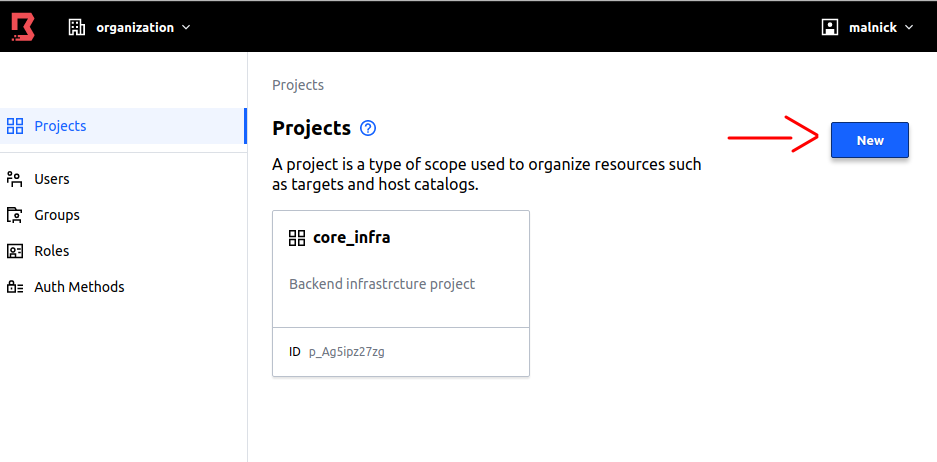 organization
malnick
Projects
Users
Groups
Roles
Auth Methods
Projects
Projects
New
A project is a type of scope used to organize resources such
as targets and host catalogs.
core_infra
Backend infrastrcture project
ID p_Ag5ipz27zg